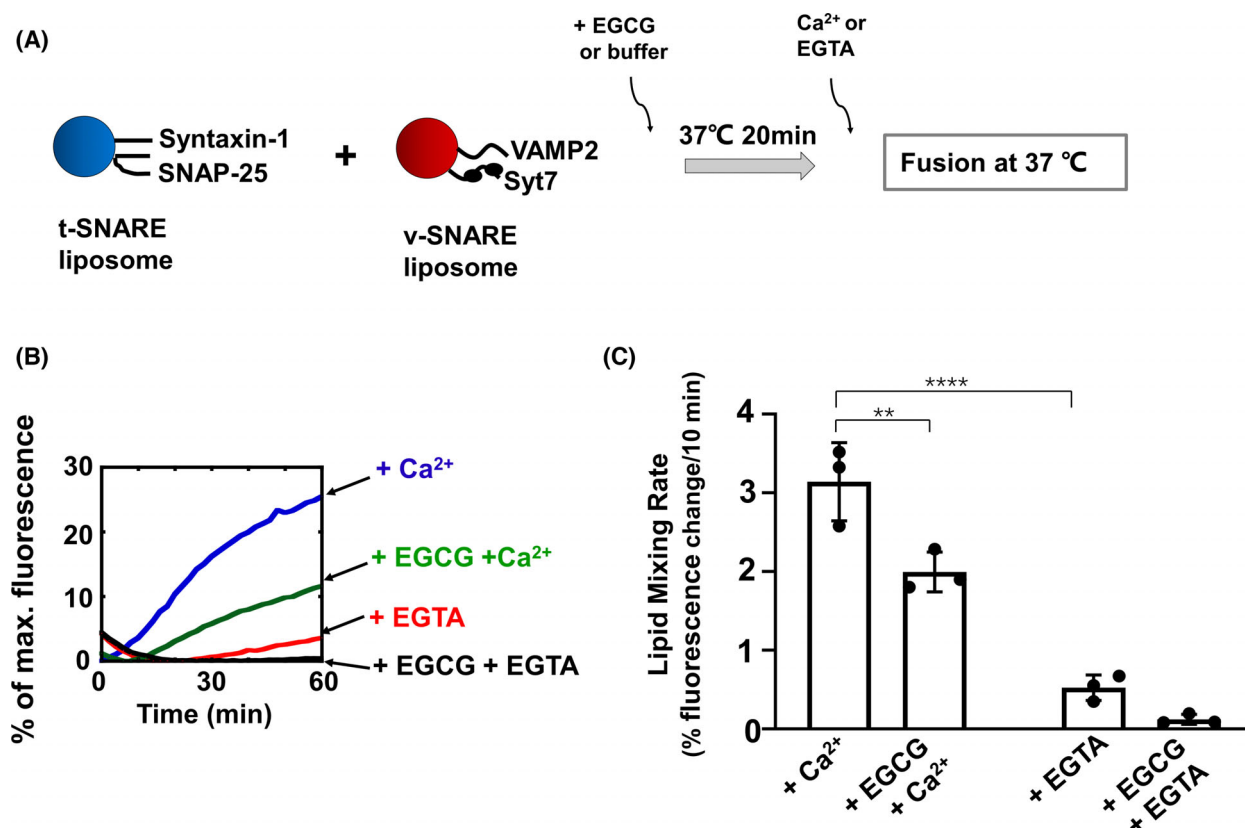 (A)
+ EGCG
or buffer
Ca²⁺ or
EGTA
Syntaxin-1
SNAP-25
+
VAMP2
Syt7
37℃ 20min
Fusion at 37 ℃
t-SNARE
liposome
v-SNARE
liposome
(B)
% of max. fluorescence
30
20
10
0
0
30
60
Time (min)
+ Ca²⁺
+ EGCG +Ca²⁺
+ EGTA
+ EGCG + EGTA
(C)
Lipid Mixing Rate
(% fluorescence change/10 min)
4
3
2
1
0
****
**
+ Ca²⁺
+ EGCG
+ Ca²⁺
+ EGTA
+ EGCG
+ EGTA